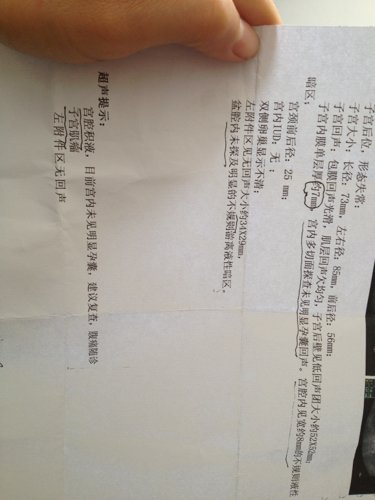 子宫后位，形态失常：
子宫大小：长径：73mm，左右径：85mm，前后径：56mm；
子宫回声：包膜回声光滑，肌层回声欠均匀，子宫后壁见低回声团大小约52X52mm；
子宫内膜单层厚约7mm，宫内多切面探查未见明显孕囊回声。宫腔内见宽约8mm的不规则液性
暗区；
宫颈前后径：25 mm；
宫内IUD：无；
双侧卵巢显示不清；
左附件区见无回声大小约34X29mm；
盆腔内未探及明显的不规则游离液性暗区。
超声提示：
宫腔积液，目前宫内未见明显孕囊，建议复查，腹痛随诊
子宫肌瘤
左附件区无回声